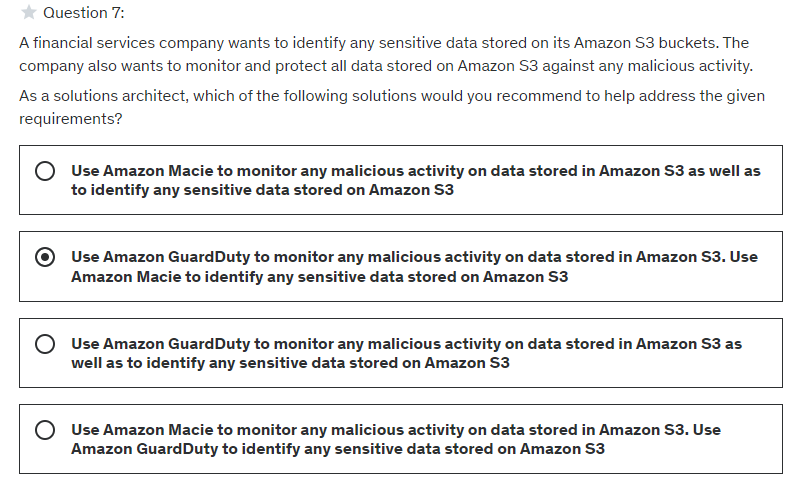 Question 7:
A financial services company wants to identify any sensitive data stored on its Amazon S3 buckets. The
company also wants to monitor and protect all data stored on Amazon S3 against any malicious activity.
As a solutions architect, which of the following solutions would you recommend to help address the given
requirements?
Use Amazon Macie to monitor any malicious activity on data stored in Amazon S3 as well as
to identify any sensitive data stored on Amazon S3
Use Amazon GuardDuty to monitor any malicious activity on data stored in Amazon S3. Use
Amazon Macie to identify any sensitive data stored on Amazon S3
Use Amazon GuardDuty to monitor any malicious activity on data stored in Amazon S3 as
well as to identify any sensitive data stored on Amazon S3
Use Amazon Macie to monitor any malicious activity on data stored in Amazon S3. Use
Amazon GuardDuty to identify any sensitive data stored on Amazon S3